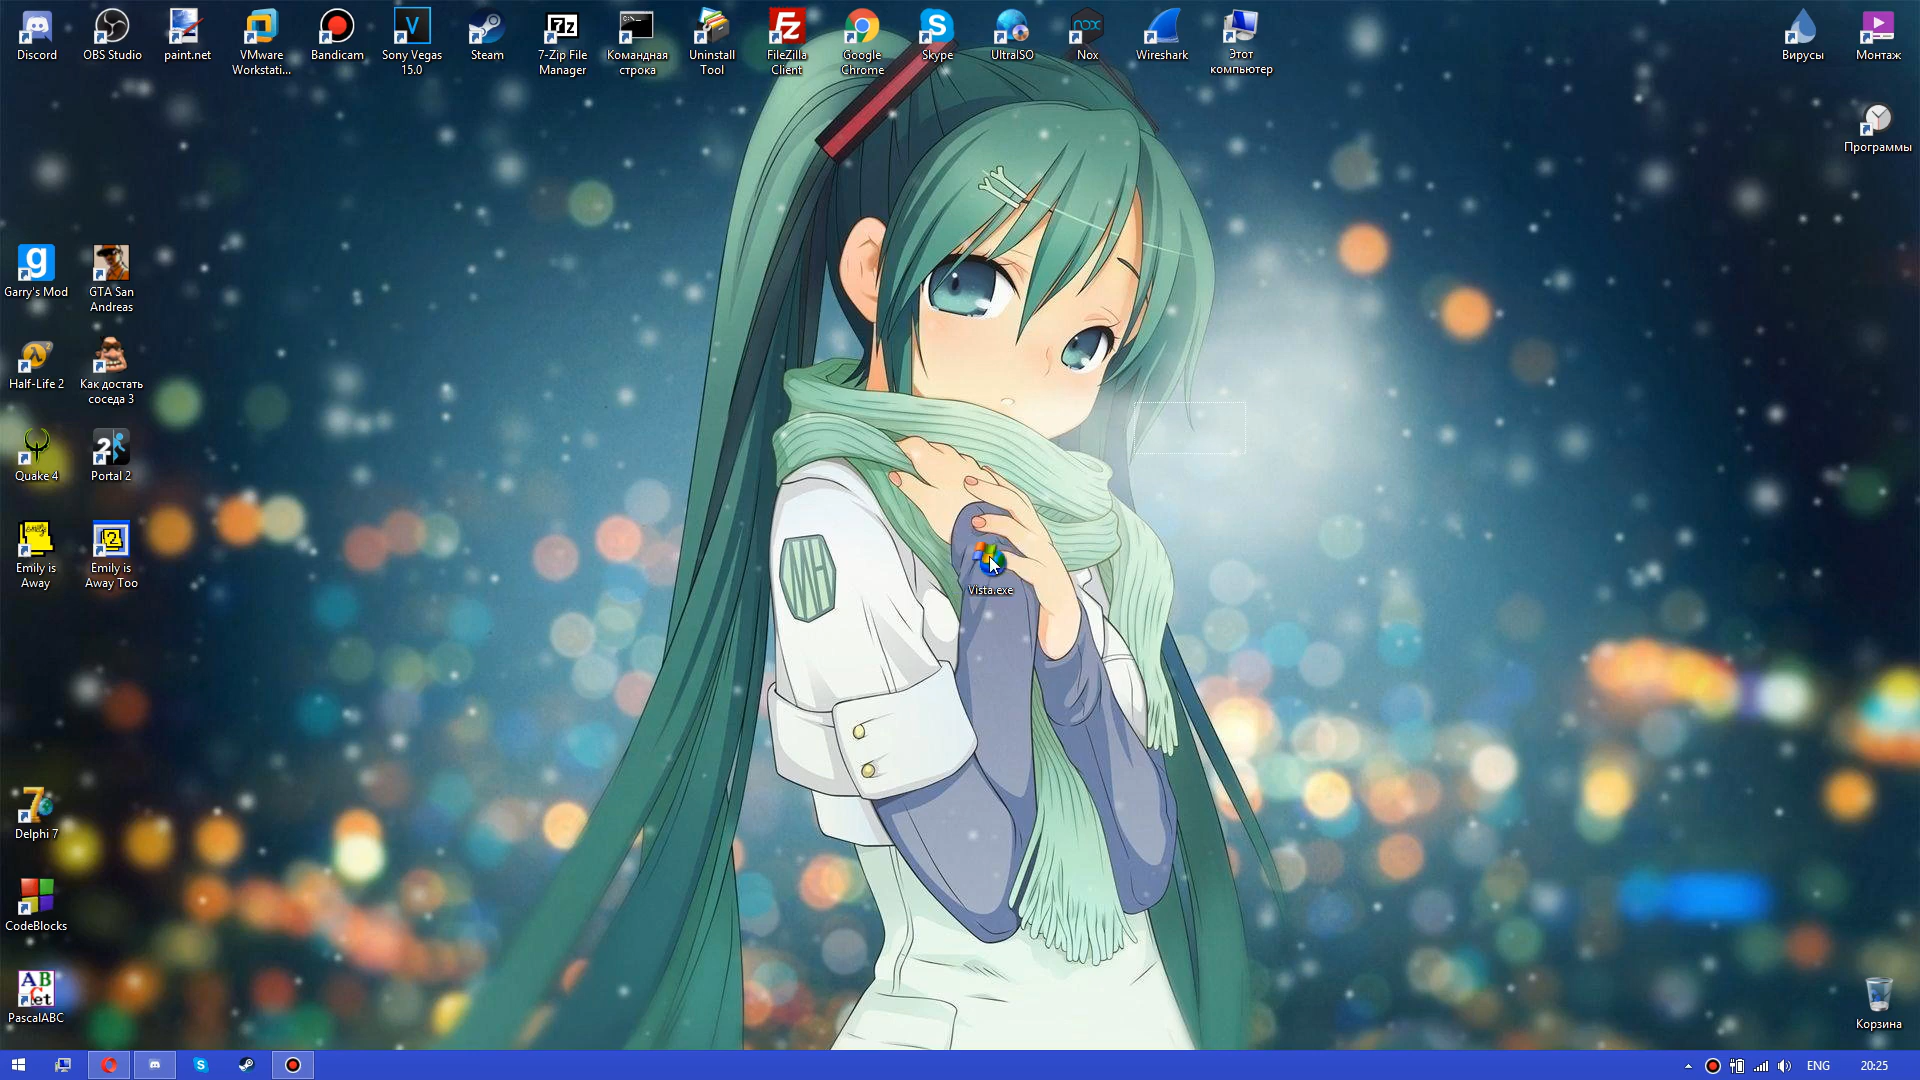 Discord
OBS Studio
paint.net
VMware
Workstati...
Bandicam
Sony Vegas
15.0
Steam
7-Zip File
Manager
Командная
строка
Uninstall
Tool
FileZilla
Client
Google
Chrome
Skype
UltraISO
Nox
Wireshark
Этот
компьютер
Вирусы
Монтаж
Программы
Garry's Mod
GTA San
Andreas
Half-Life 2
Как достать
соседа 3
Quake 4
Portal 2
Emily is
Away
Emily is
Away Too
Vista.exe
Delphi 7
CodeBlocks
PascalABC
Корзина
ENG
20:25